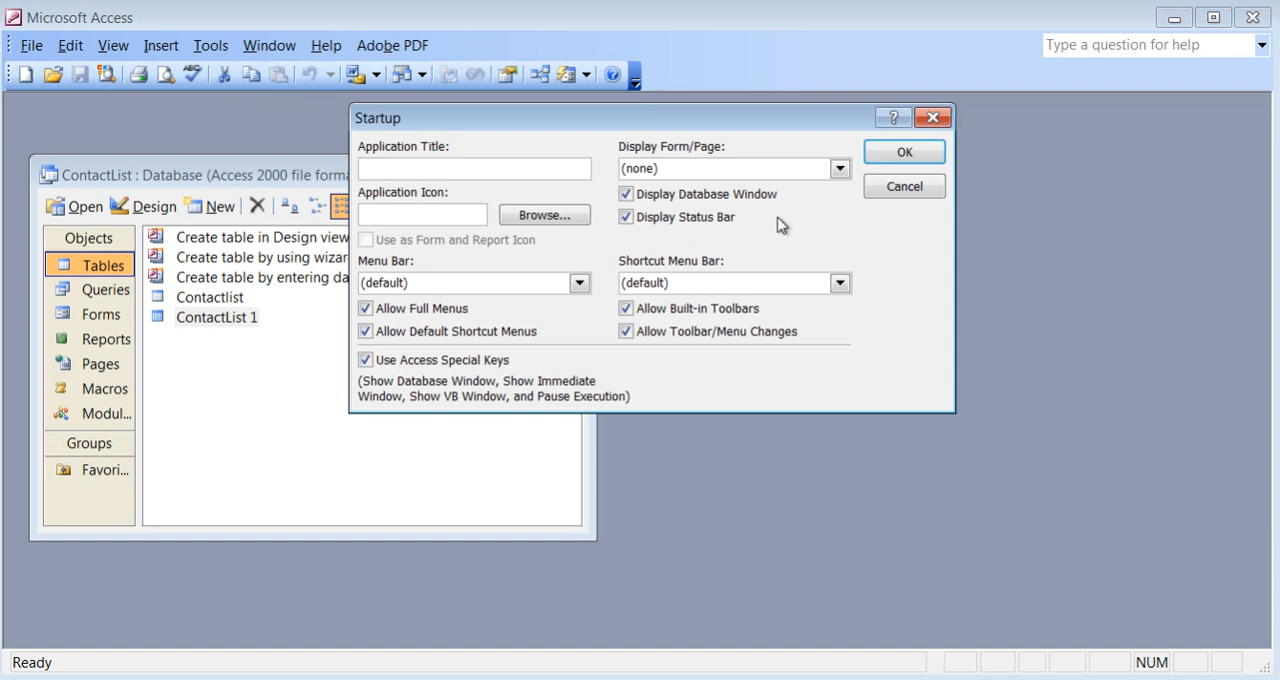 Microsoft Access
File Edit View Insert Tools Window Help Adobe PDF
Type a question for help
Startup
Application Title:
Display Form/Page:
(none)
OK
Application Icon:
Display Database Window
Cancel
Browse...
Display Status Bar
Use as Form and Report Icon
Menu Bar:
Shortcut Menu Bar:
(default)
(default)
Allow Full Menus
Allow Built-in Toolbars
Allow Default Shortcut Menus
Allow Toolbar/Menu Changes
Use Access Special Keys
(Show Database Window, Show Immediate
Window, Show VB Window, and Pause Execution)
ContactList : Database (Access 2000 file forma
Open Design New
Objects
Tables
Queries
Forms
Reports
Pages
Macros
Modul...
Groups
Favori...
Create table in Design view
Create table by using wizar
Create table by entering da
Contactlist
ContactList 1
Ready
NUM